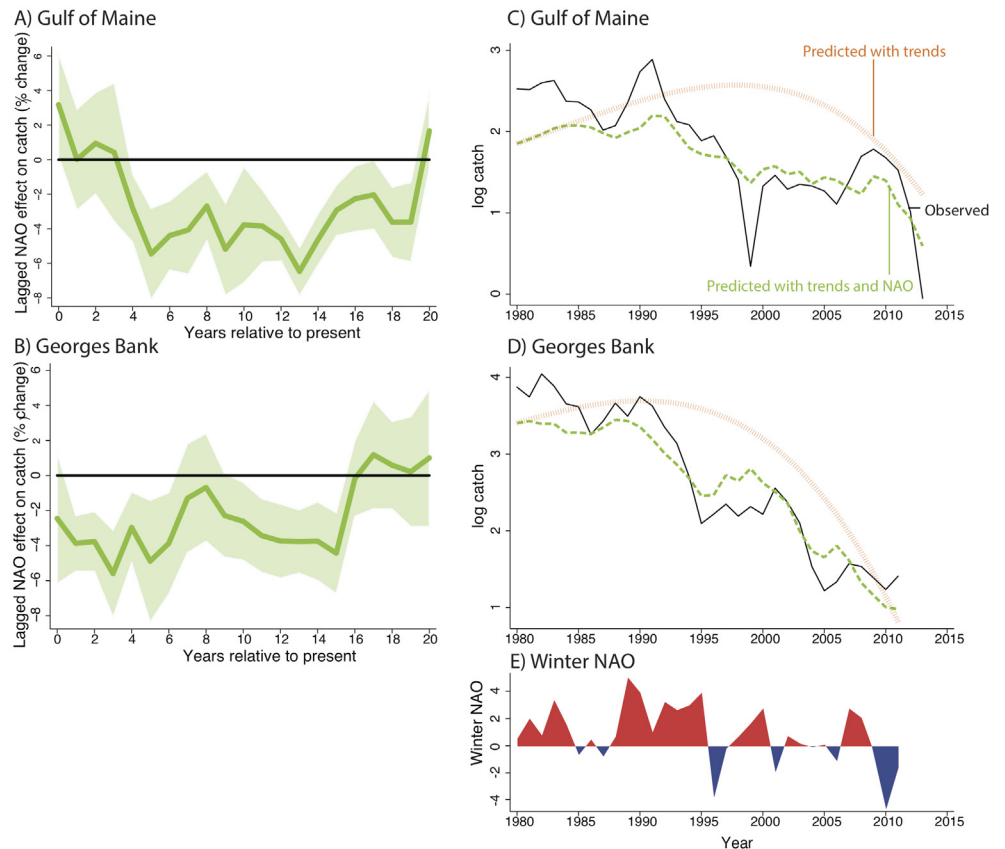 A) Gulf of Maine
Lagged NAO effect on catch (% change)
6
4
2
0
-2
-4
-6
-8
0 2 4 6 8 10 12 14 16 18 20
Years relative to present
B) Georges Bank
Lagged NAO effect on catch (% change)
6
4
2
0
-2
-4
-6
-8
0 2 4 6 8 10 12 14 16 18 20
Years relative to present
C) Gulf of Maine
Predicted with trends
log catch
3
2
1
0
Observed
Predicted with trends and NAO
1980 1985 1990 1995 2000 2005 2010 2015
D) Georges Bank
log catch
4
3
2
1
1980 1985 1990 1995 2000 2005 2010 2015
E) Winter NAO
Winter NAO
4
2
0
-2
-4
1980 1985 1990 1995 2000 2005 2010 2015
Year